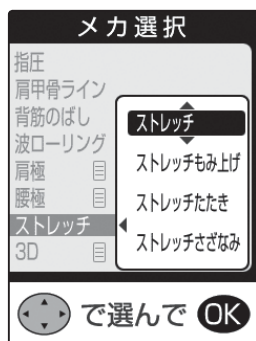 メカ選択
指圧
肩甲骨ライン
背筋のばし
波ローリング
肩極
腰極
ストレッチ
3D
ストレッチ
ストレッチもみ上げ
ストレッチたたき
ストレッチさざなみ
で選んで OK